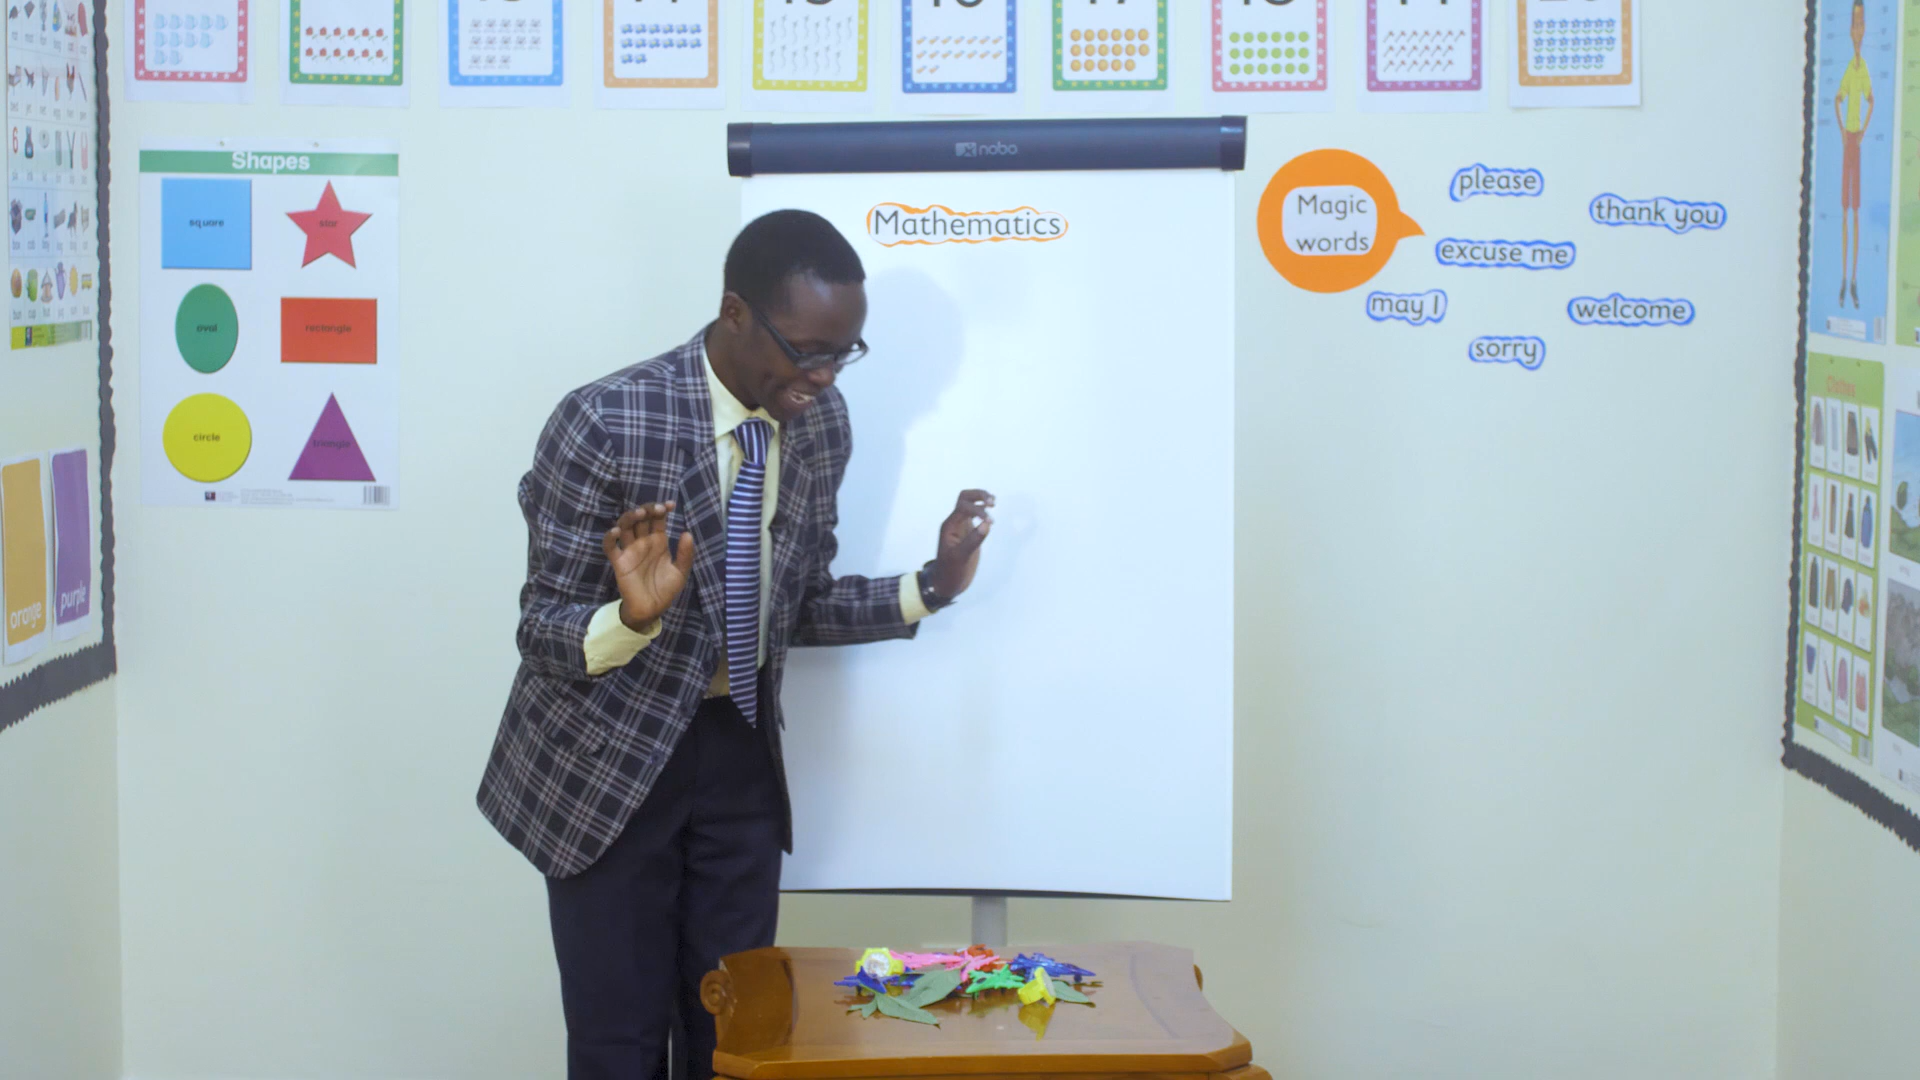 Shapes
square
star
oval
rectangle
circle
triangle
orange
purple
nobo
Mathematics
Magic
words
please
thank you
excuse me
may I
welcome
sorry